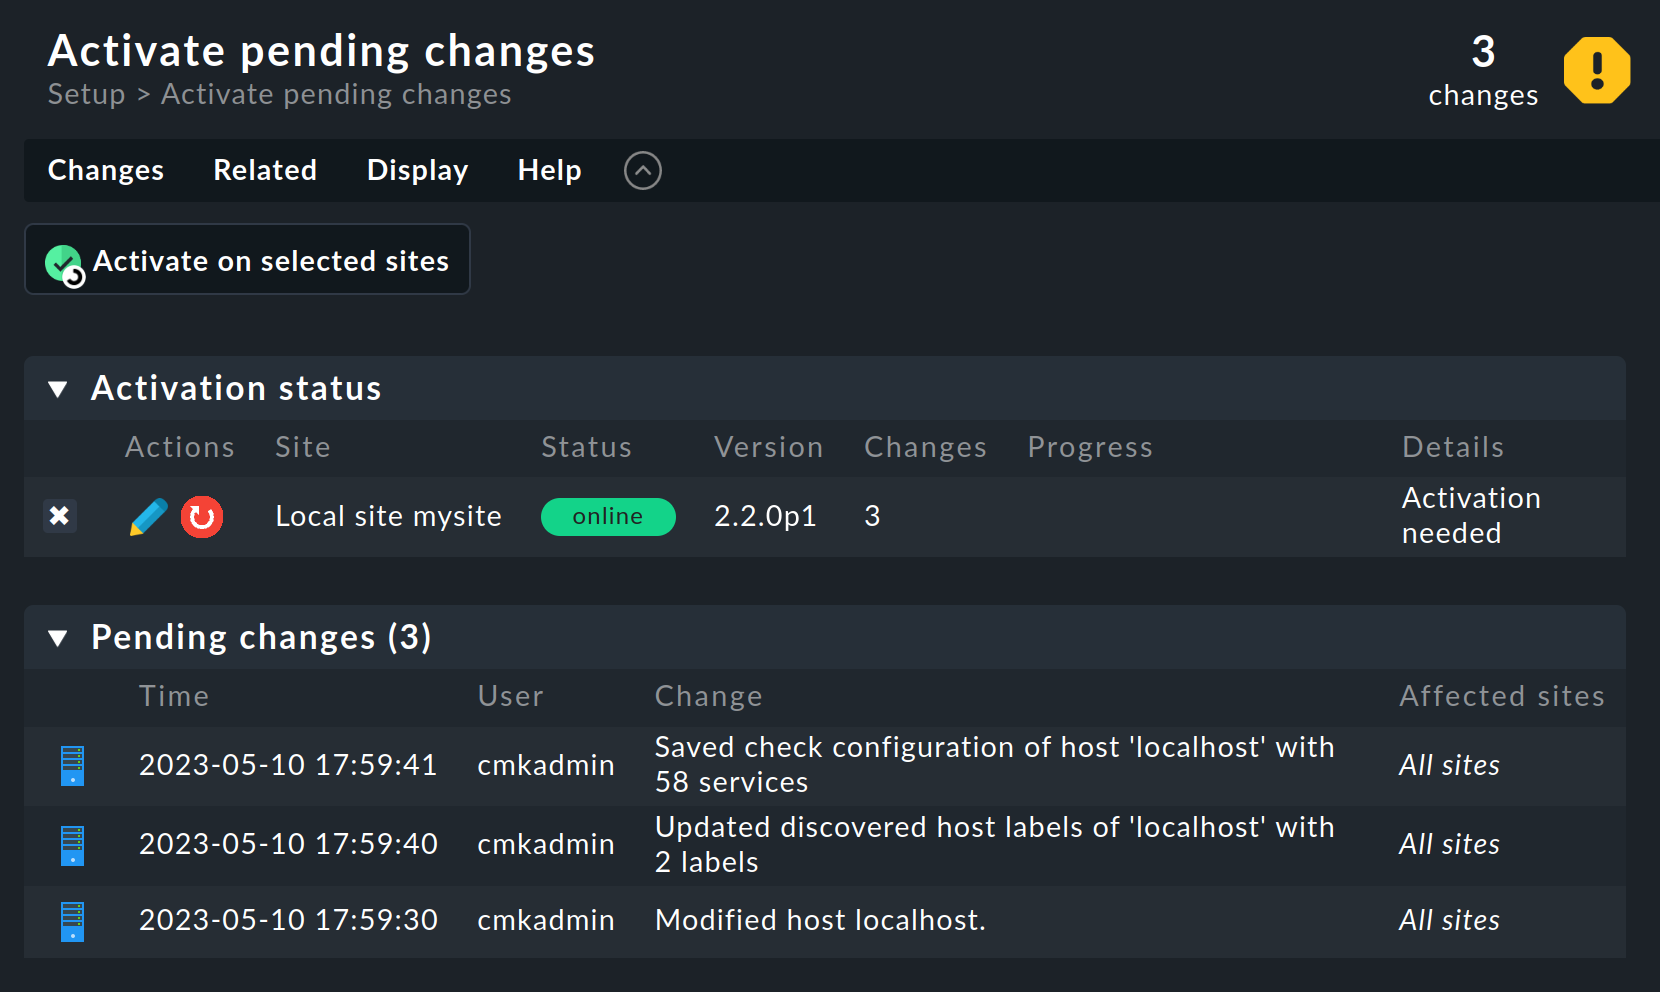 Activate pending changes
Setup > Activate pending changes
3
changes
Changes Related Display Help
Activate on selected sites
Activation status
Actions Site Status Version Changes Progress Details
Local site mysite online 2.2.0p1 3 Activation
needed
Pending changes (3)
Time User Change Affected sites
2023-05-10 17:59:41 cmkadmin Saved check configuration of host 'localhost' with
58 services All sites
2023-05-10 17:59:40 cmkadmin Updated discovered host labels of 'localhost' with
2 labels All sites
2023-05-10 17:59:30 cmkadmin Modified host localhost. All sites